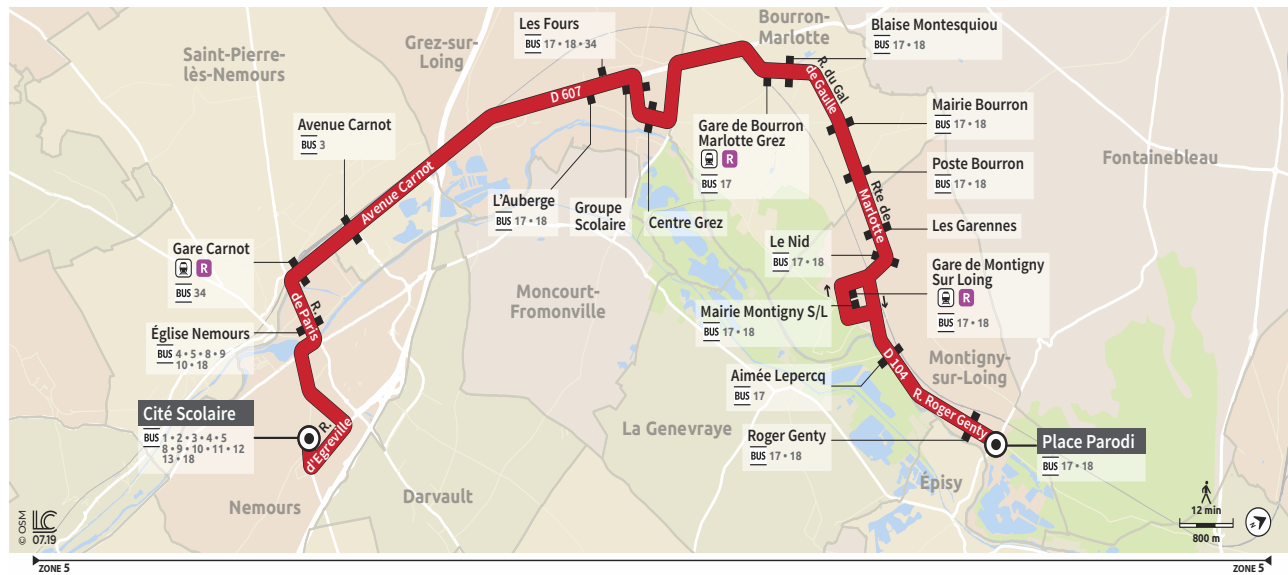 Saint-Pierre-
lès-Nemours
Grez-sur-
Loing
Les Fours
BUS 17 • 18 • 34
Bourron-
Marlotte
Blaise Montesquiou
BUS 17 • 18
R. du Gal
de Gaulle
D 607
Avenue Carnot
BUS 3
Avenue Carnot
Gare de Bourron
Marlotte Grez
R
BUS 17
Mairie Bourron
BUS 17 • 18
Fontainebleau
Poste Bourron
BUS 17 • 18
Rte de
Marlotte
L'Auberge
BUS 17 • 18
Groupe
Scolaire
Centre Grez
Les Garennes
Le Nid
BUS 17 • 18
Gare Carnot
R
BUS 34
Gare de Montigny
Sur Loing
R
BUS 17 • 18
Moncourt-
Fromonville
R.
de Paris
Mairie Montigny S/L
BUS 17 • 18
Église Nemours
BUS 4 • 5 • 8 • 9
10 • 18
D 104
Montigny-
sur-Loing
Aimée Lepercq
BUS 17
R. Roger Genty
Cité Scolaire
BUS 1 • 2 • 3 • 4 • 5
8 • 9 • 10 • 11 • 12
13 • 18
R.
d'Egreville
La Genevraye
Roger Genty
BUS 17 • 18
Place Parodi
BUS 17 • 18
Épisy
Darvault
Nemours
12 min
800 m
© OSM
LC
07.19
ZONE 5
ZONE 5